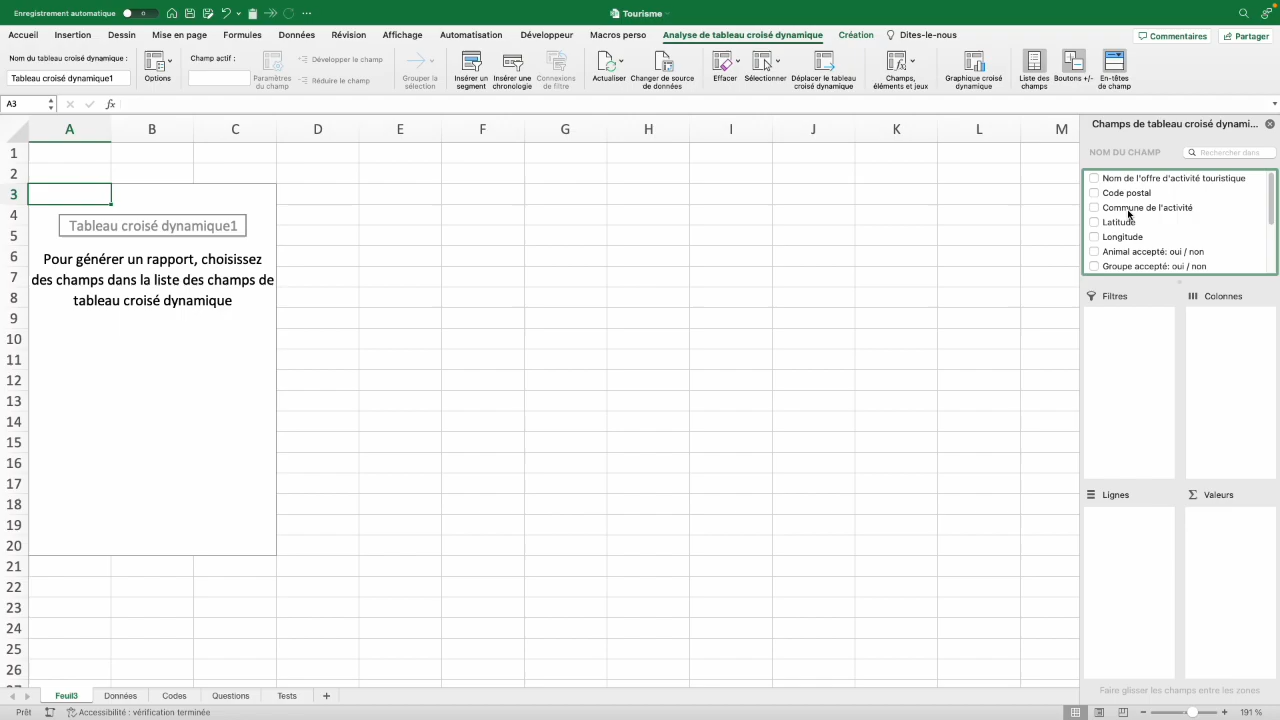 Enregistrement automatique
Tourisme
Accueil Insertion Dessin Mise en page Formules Données Révision Affichage Automatisation Développeur Macros perso Analyse de tableau croisé dynamique Création Dites-le-nous Commentaires Partager
Nom du tableau croisé dynamique :
Tableau croisé dynamique1
Options
Champ actif :
Paramètres du champ
Développer le champ
Réduire le champ
Grouper la sélection
Insérer un segment
Insérer une chronologie
Connexions de filtre
Actualiser
Changer de source de données
Effacer
Sélectionner
Déplacer le tableau croisé dynamique
Champs, éléments et jeux
Graphique croisé dynamique
Liste des champs
Boutons +/-
En-têtes de champ
A3 fx
A B C D E F G H I J K L M
1
2
3
4
5
6
7
8
9
10
11
12
13
14
15
16
17
18
19
20
21
22
23
24
25
26
Tableau croisé dynamique1
Pour générer un rapport, choisissez
des champs dans la liste des champs de
tableau croisé dynamique
Champs de tableau croisé dynami...
NOM DU CHAMP
Rechercher dans
Nom de l'offre d'activité touristique
Code postal
Commune de l'activité
Latitude
Longitude
Animal accepté: oui / non
Groupe accepté: oui / non
Filtres Colonnes
Lignes Valeurs
Faire glisser les champs entre les zones
Feuil3 Données Codes Questions Tests +
Prêt Accessibilité : vérification terminée 191 %